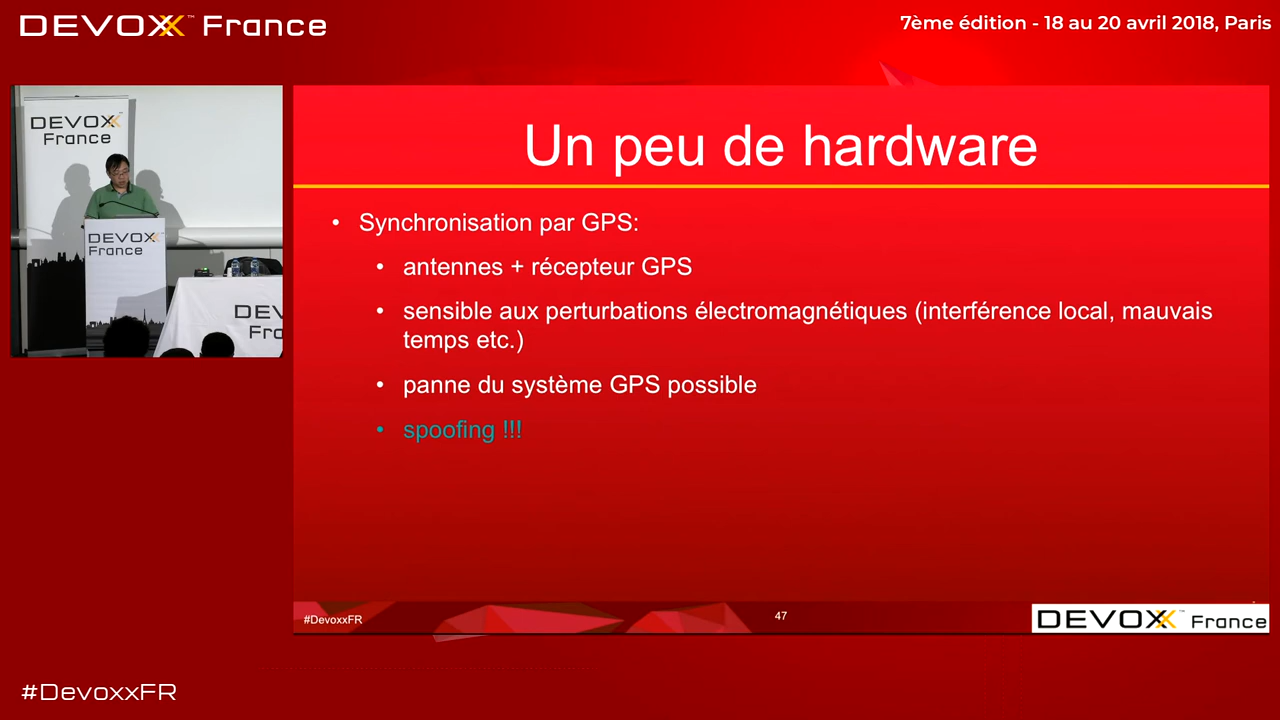 DEVOXX™ France
7ème édition - 18 au 20 avril 2018, Paris
DEVOXX
France
DEVOXX
France
DEV
Fra
Un peu de hardware
• Synchronisation par GPS:
• antennes + récepteur GPS
• sensible aux perturbations électromagnétiques (interférence local, mauvais
temps etc.)
• panne du système GPS possible
• spoofing !!!
#DevoxxFR
47
DEVOXX™ France
#DevoxxFR